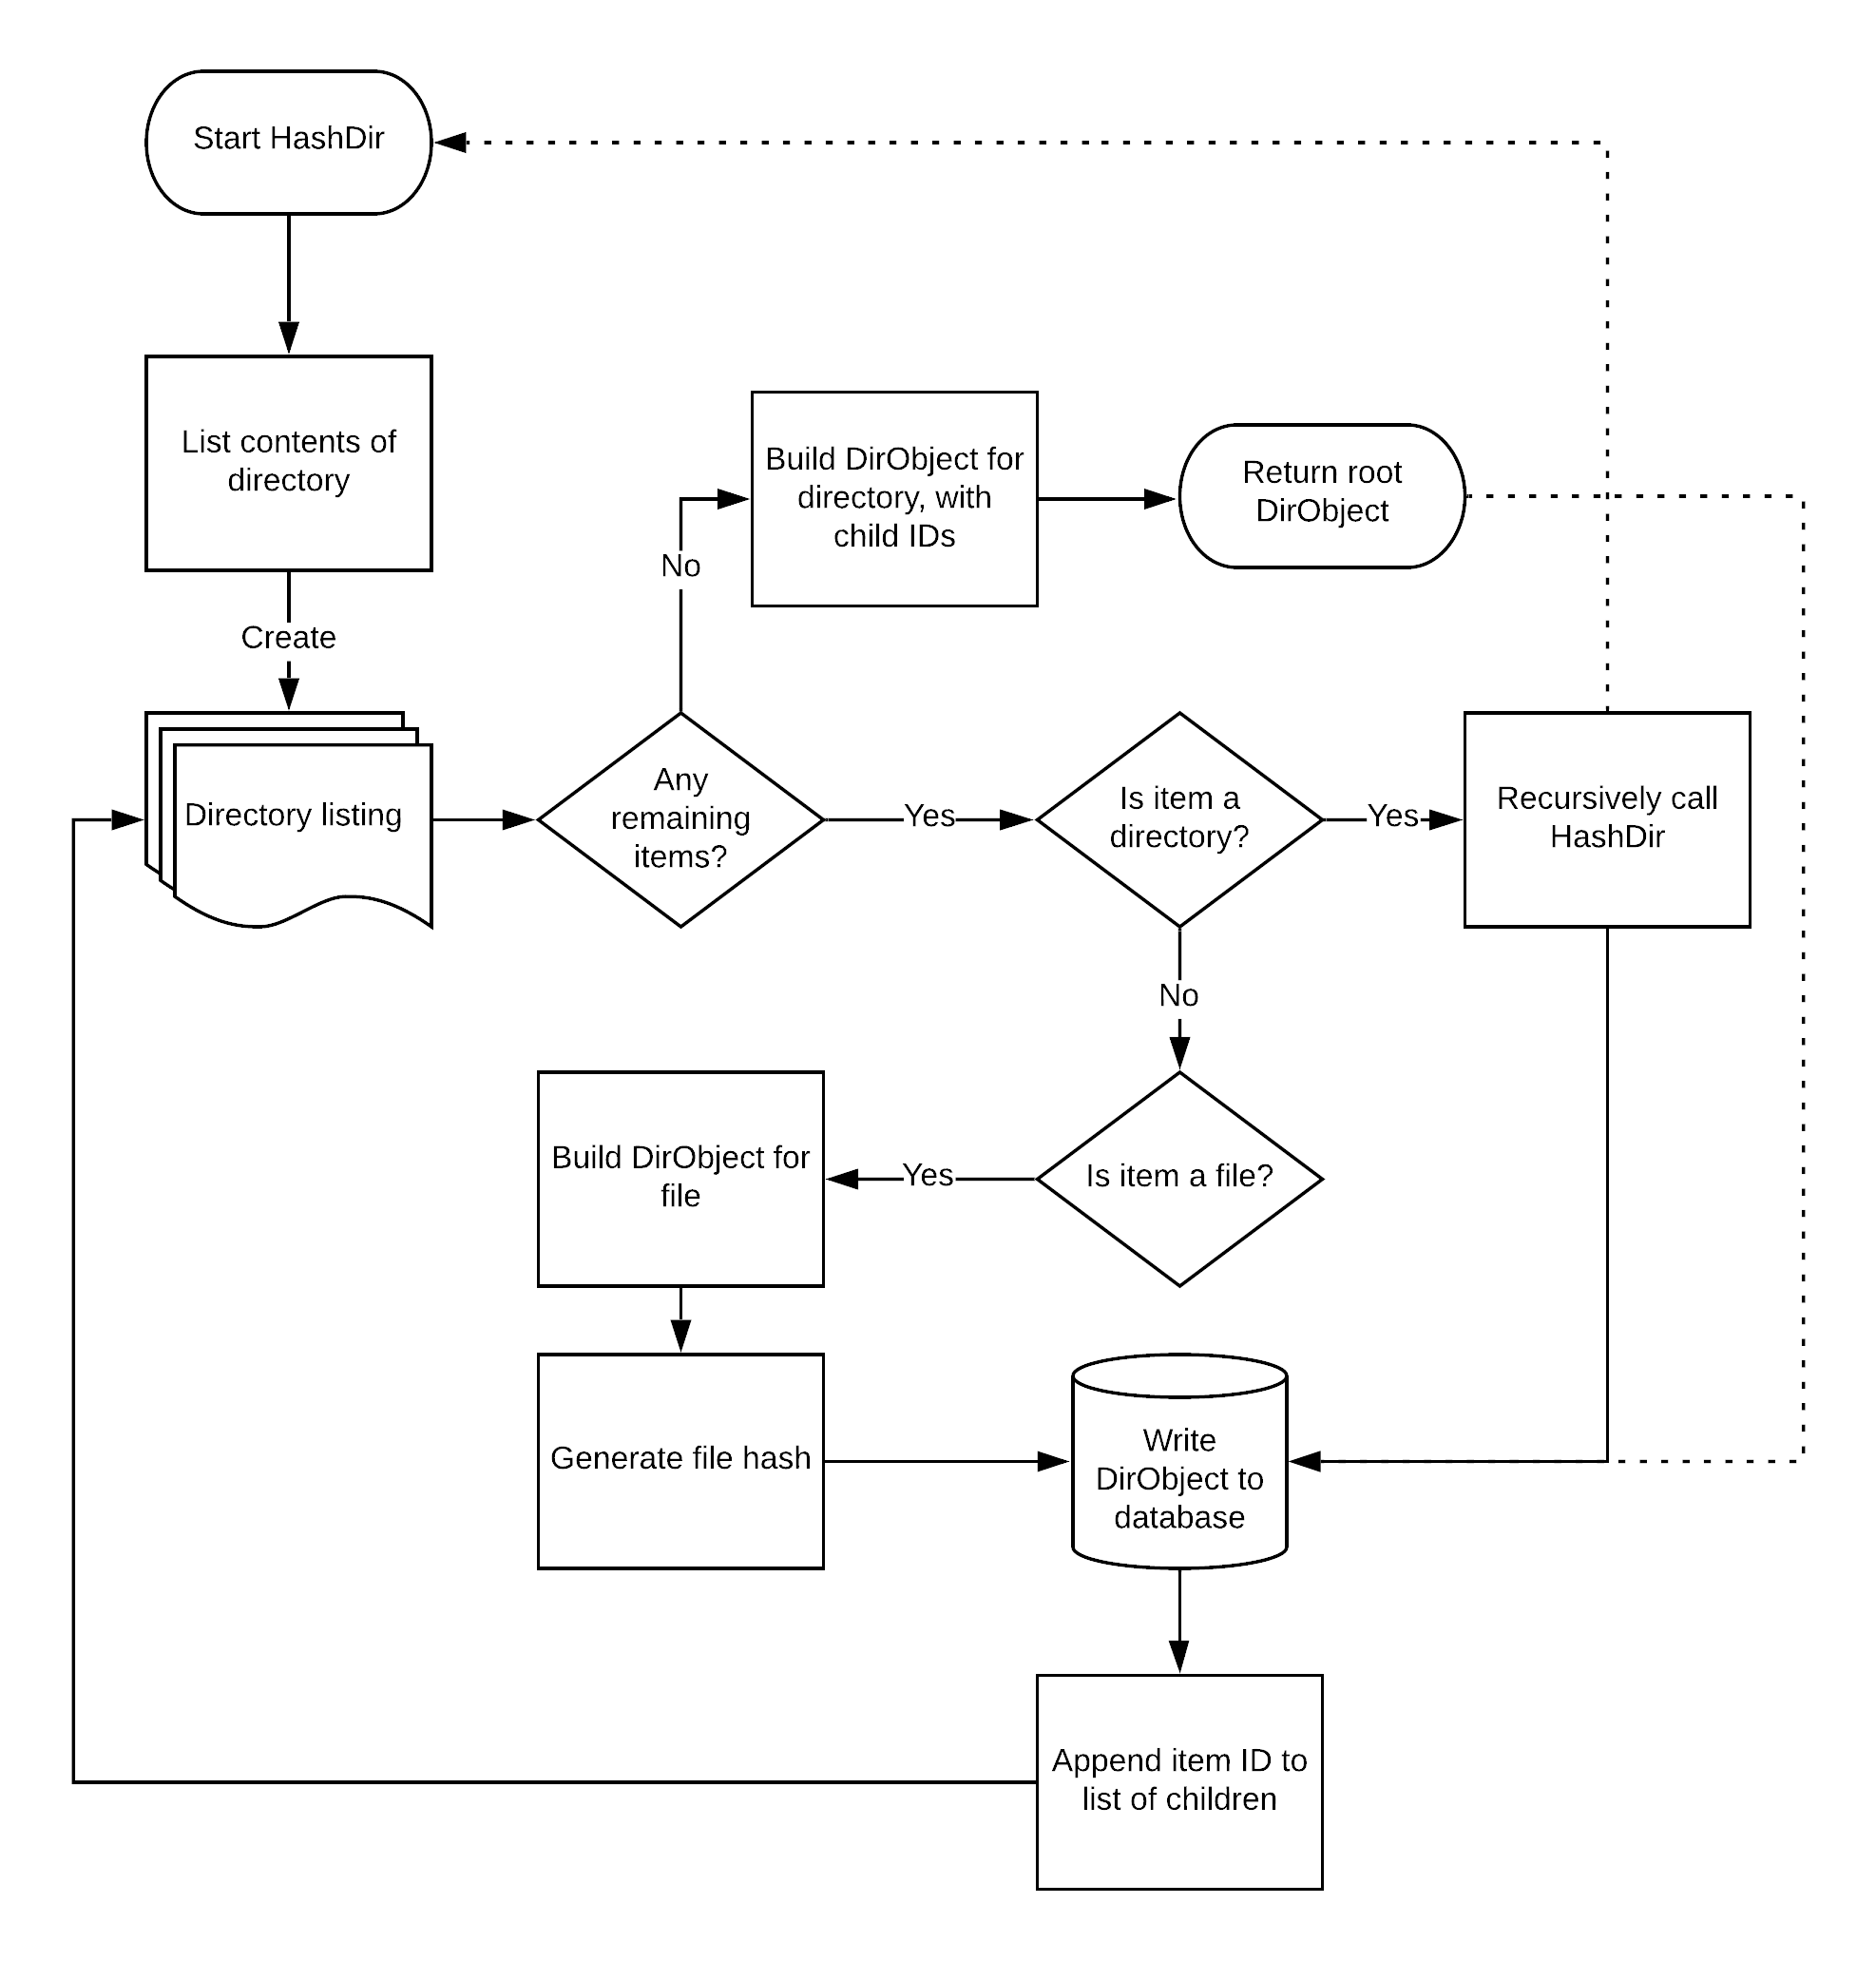 Start HashDir
List contents of
directory
Create
Directory listing
Any
remaining
items?
No
Build DirObject for
directory, with
child IDs
Return root
DirObject
Yes
Is item a
directory?
Yes
Recursively call
HashDir
No
Is item a file?
Yes
Build DirObject for
file
Generate file hash
Write
DirObject to
database
Append item ID to
list of children